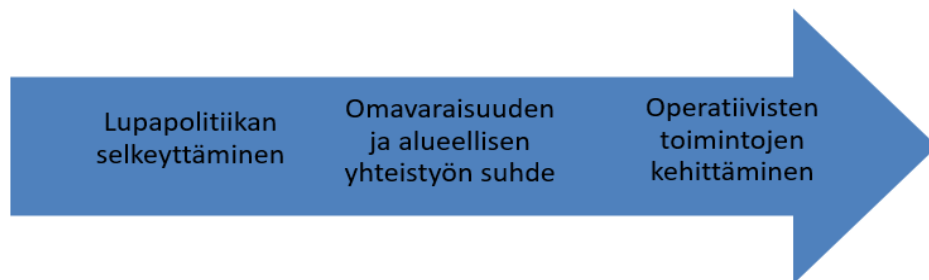 Lupapolitiikan
selkeyttäminen
Omavaraisuuden
ja alueellisen
yhteistyön suhde
Operatiivisten
toimintojen
kehittäminen